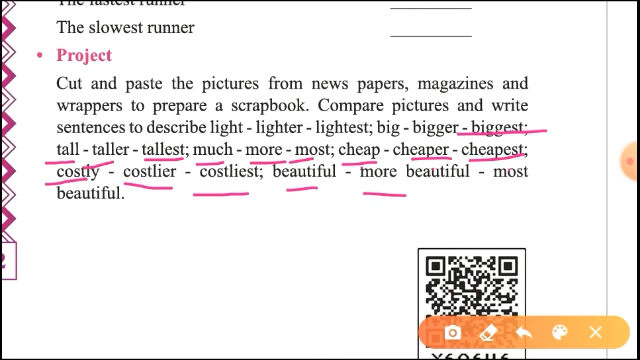 The fastest runner
The slowest runner
• Project
Cut and paste the pictures from news papers, magazines and
wrappers to prepare a scrapbook. Compare pictures and write
sentences to describe light - lighter - lightest; big - bigger - biggest;
tall - taller - tallest; much - more - most; cheap - cheaper - cheapest;
costly - costlier - costliest; beautiful - more beautiful - most
beautiful.
2